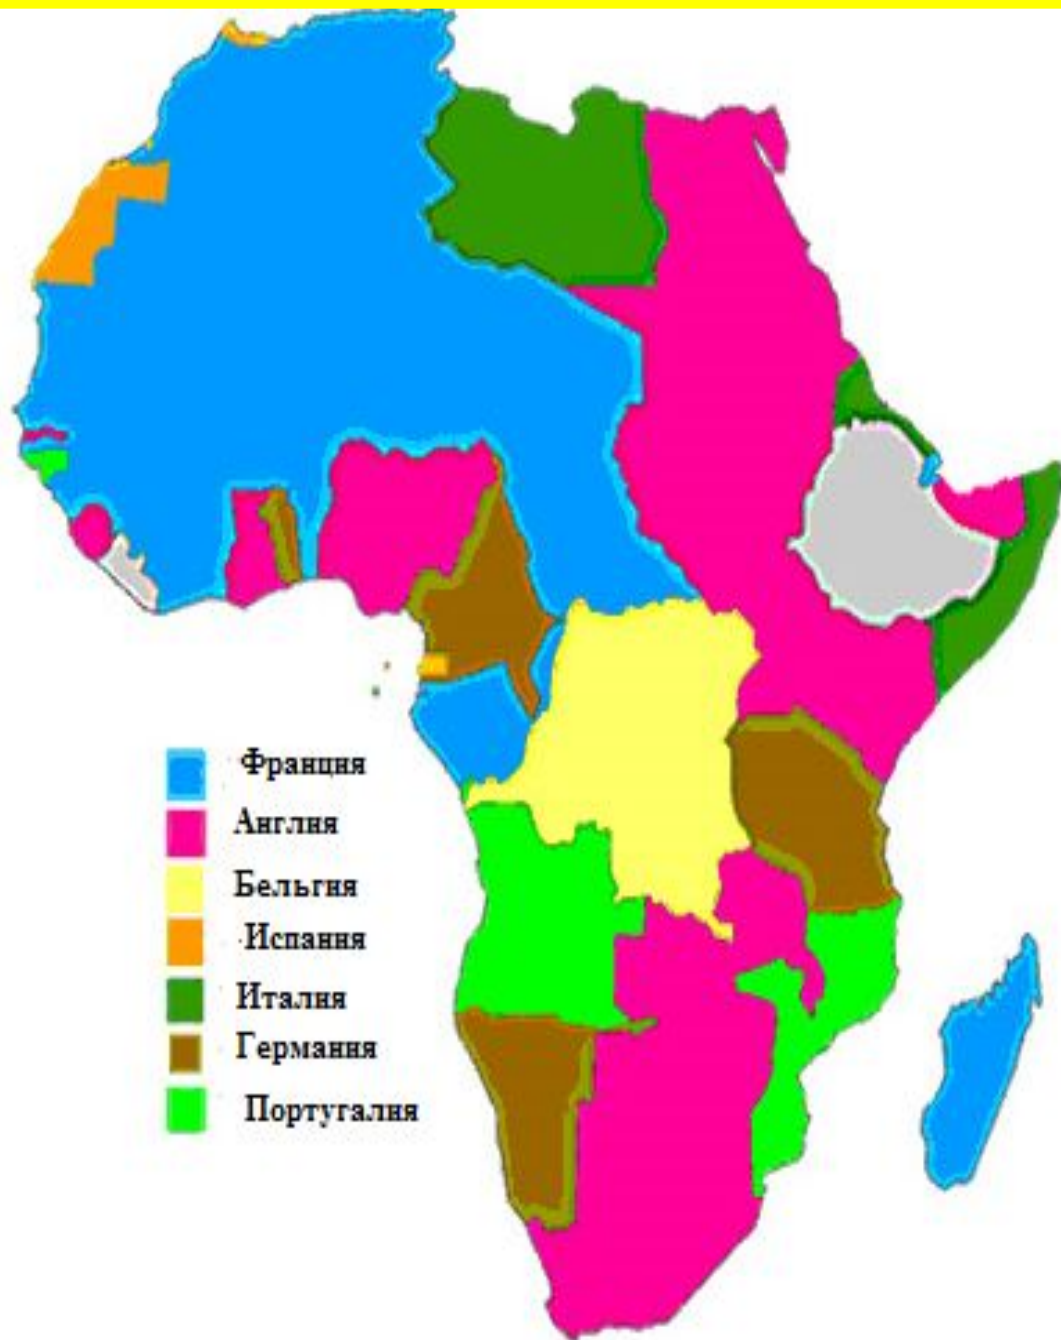 Франция
Англия
Бельгия
Испания
Италия
Германия
Португалия